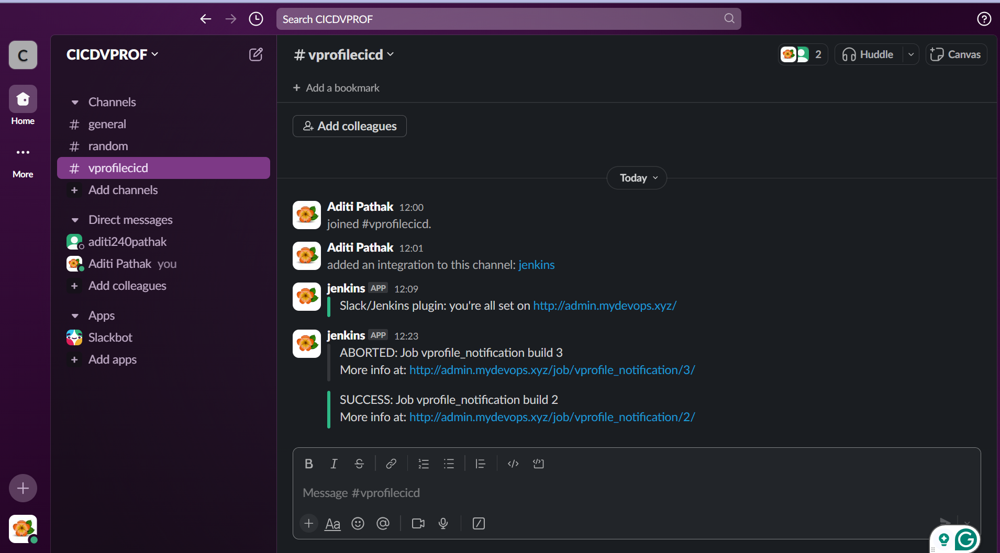 Search CICDVPROF
C
CICDVPROF
# vprofilecicd
2
Huddle
Canvas
+ Add a bookmark
Home
More
Channels
# general
# random
# vprofilecicd
+ Add channels
Direct messages
aditi240pathak
Aditi Pathak you
+ Add colleagues
Apps
Slackbot
+ Add apps
Add colleagues
Today
Aditi Pathak 12:00
joined #vprofilecicd.
Aditi Pathak 12:01
added an integration to this channel: jenkins
jenkins APP 12:09
Slack/Jenkins plugin: you're all set on http://admin.mydevops.xyz/
jenkins APP 12:23
ABORTED: Job vprofile_notification build 3
More info at: http://admin.mydevops.xyz/job/vprofile_notification/3/
SUCCESS: Job vprofile_notification build 2
More info at: http://admin.mydevops.xyz/job/vprofile_notification/2/
B I S
Message #vprofilecicd
+ Aa @
G